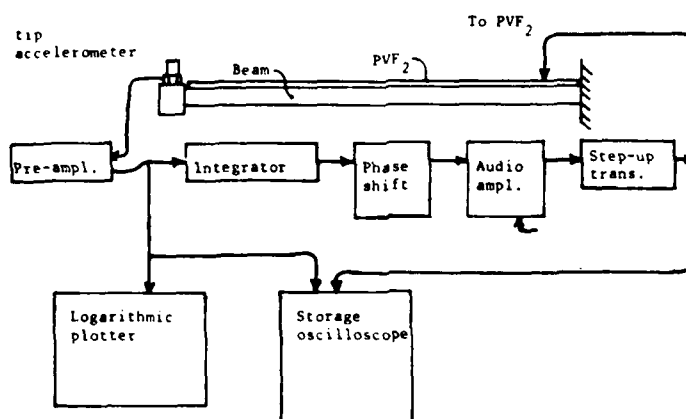 To PVF2
tip
accelerometer
PVF2
Beam
Pre-ampl.
Integrator
Phase
shift
Audio
ampl.
Step-up
trans.
Logarithmic
plotter
Storage
oscilloscope